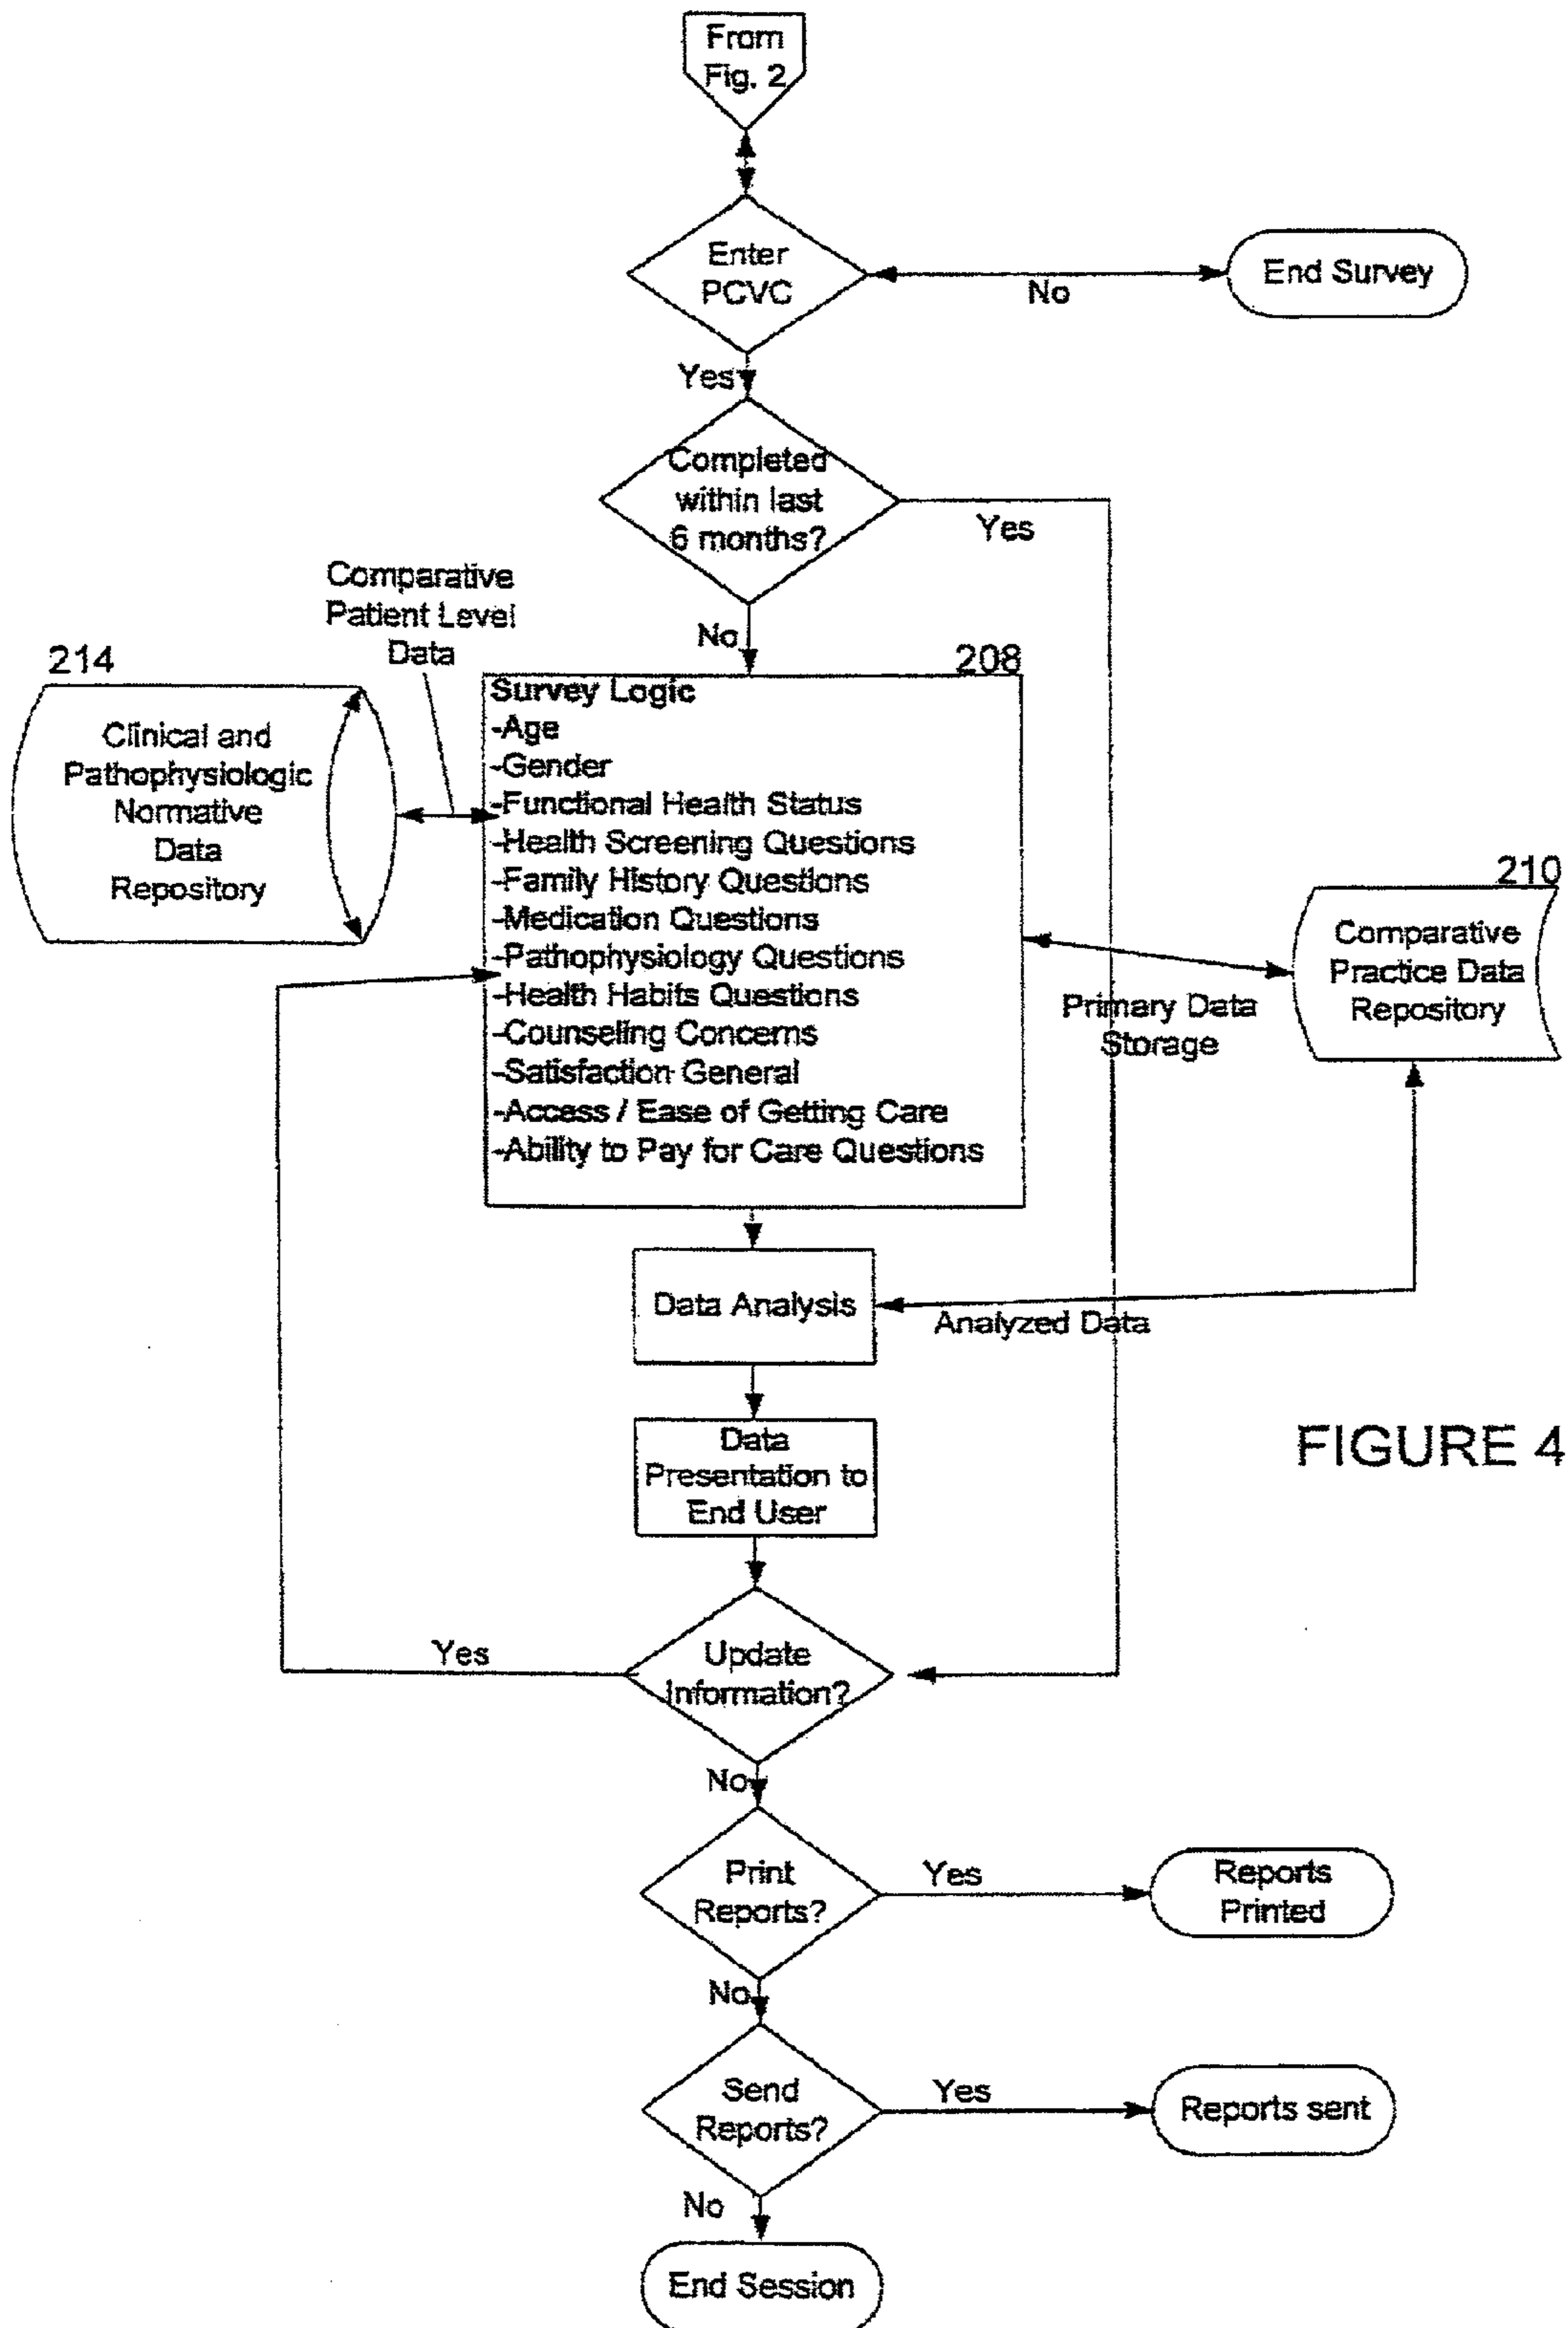 From
Fig. 2
Enter
PCVC
No
End Survey
Yes
Completed
within last
6 months?
Yes
Comparative
Patient Level
Data
No
214
208
Clinical and
Pathophysiologic
Normative
Data
Repository
Survey Logic
-Age
-Gender
-Functional Health Status
-Health Screening Questions
-Family History Questions
-Medication Questions
-Pathophysiology Questions
-Health Habits Questions
-Counseling Concerns
-Satisfaction General
-Access / Ease of Getting Care
-Ability to Pay for Care Questions
210
Comparative
Practice Data
Repository
Primary Data
Storage
Data Analysis
Analyzed Data
Data
Presentation to
End User
FIGURE 4
Yes
Update
Information?
No
Print
Reports?
Yes
Reports
Printed
No
Send
Reports?
Yes
Reports sent
No
End Session